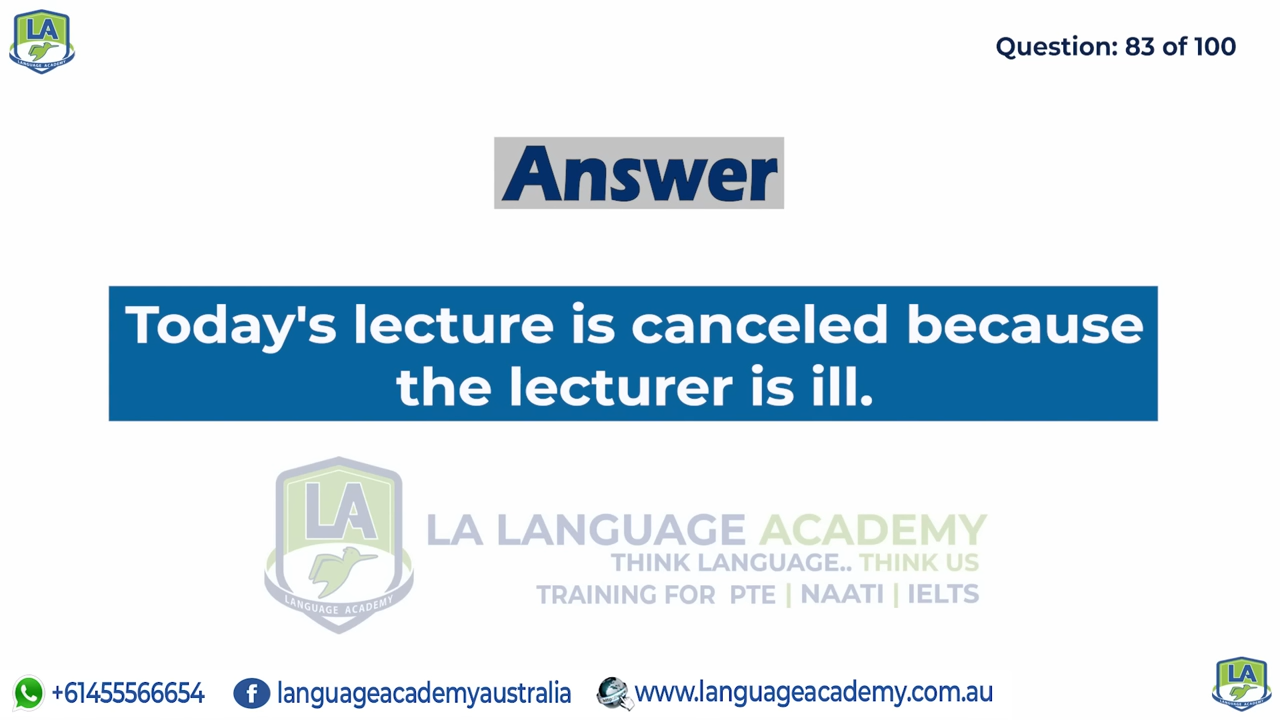 LA
LANGUAGE ACADEMY
Question: 83 of 100
Answer
Today's lecture is canceled because
the lecturer is ill.
LA
LANGUAGE ACADEMY
LA LANGUAGE ACADEMY
THINK LANGUAGE.. THINK US
TRAINING FOR PTE | NAATI | IELTS
+61455566654 languageacademyaustralia www.languageacademy.com.au
LA
LANGUAGE ACADEMY